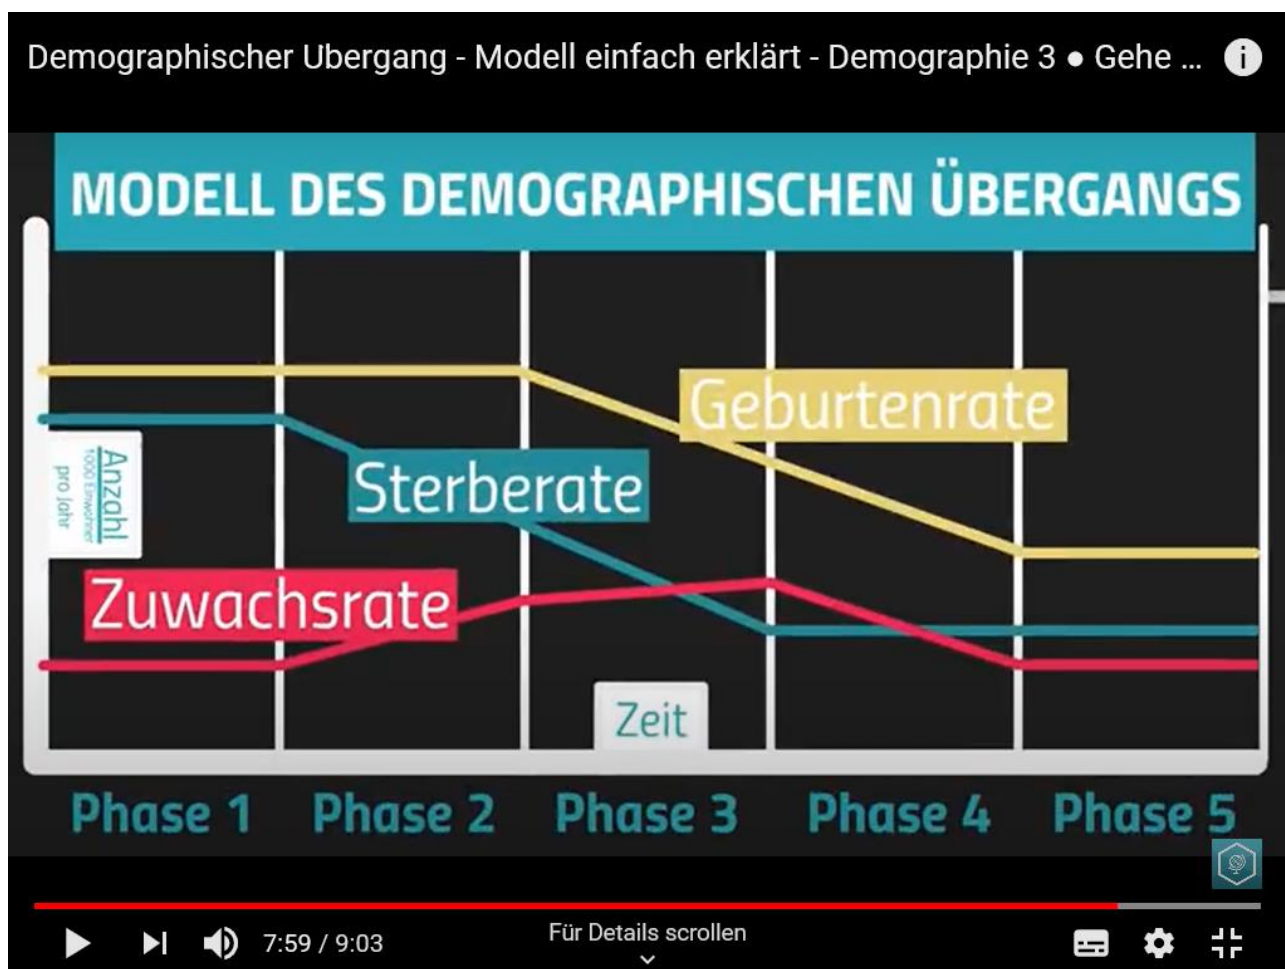 Demographischer Ubergang - Modell einfach erklärt - Demographie 3 ● Gehe ...
MODELL DES DEMOGRAPHISCHEN ÜBERGANGS
Geburtenrate
Sterberate
Anzahl
1000 Einwohner
pro Jahr
Zuwachsrate
Zeit
Phase 1 Phase 2 Phase 3 Phase 4 Phase 5
Für Details scrollen
7:59 / 9:03